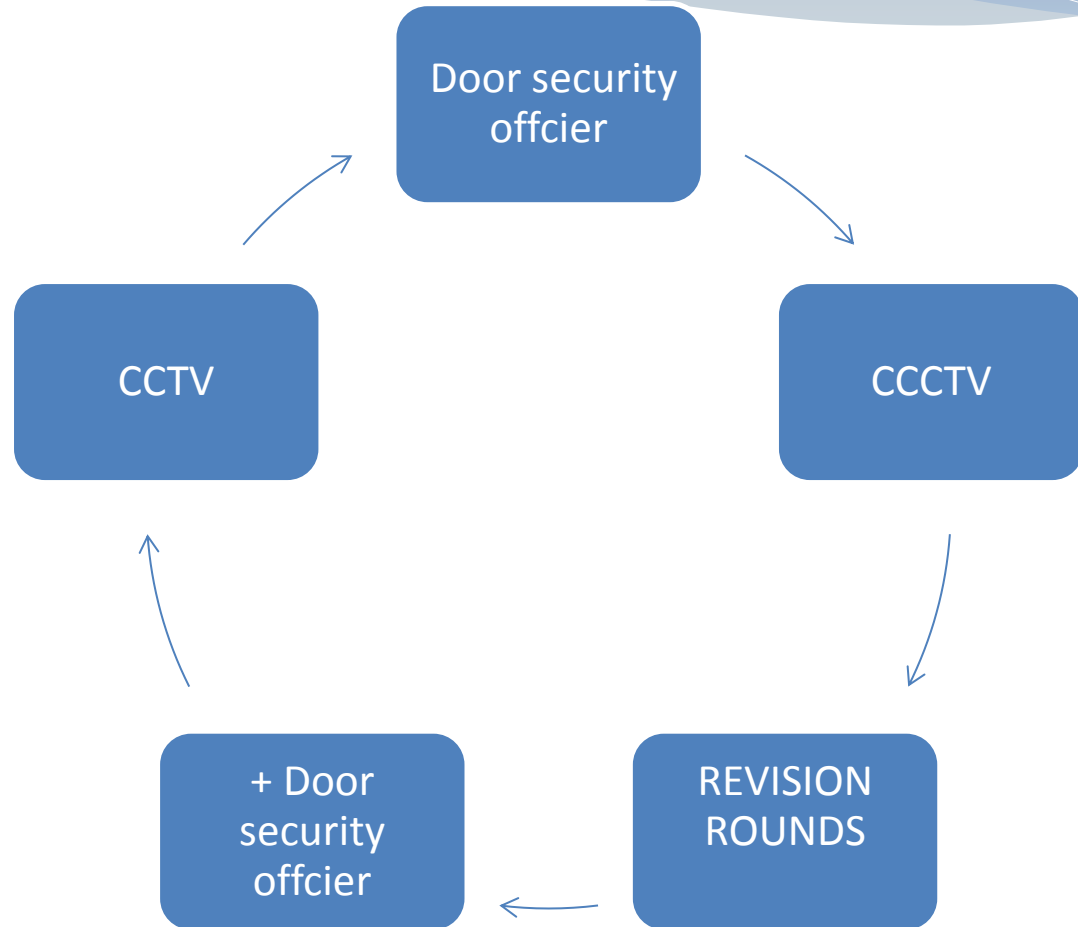 Door security
offcier
CCCTV
REVISION
ROUNDS
+ Door
security
offcier
CCTV